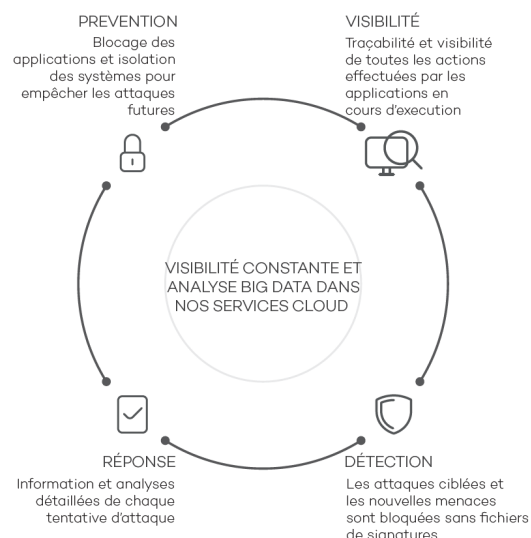 PREVENTION
Blocage des
applications et isolation
des systèmes pour
empêcher les attaques
futures
VISIBILITÉ
Traçabilité et visibilité
de toutes les actions
effectuées par les
applications en
cours d'execution
VISIBILITÉ CONSTANTE ET
ANALYSE BIG DATA DANS
NOS SERVICES CLOUD
RÉPONSE
Information et analyses
détaillées de chaque
tentative d'attaque
DÉTECTION
Les attaques ciblées et
les nouvelles menaces
sont bloquées sans fichiers
de signatures